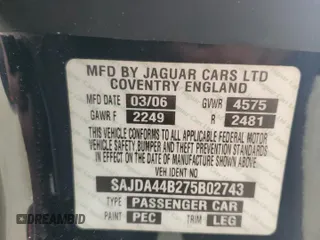 MFD BY JAGUAR CARS LTD
COVENTRY ENGLAND
MFD DATE 03/06 GVWR 4575
GAWR F 2249 R 2481
THIS VEHICLE CONFORMS TO ALL APPLICABLE FEDERAL MOTOR
VEHICLE SAFETY, BUMPER AND THEFT PREVENTION STANDARDS
IN EFFECT ON THE DATE OF MANUFACTURE SHOWN ABOVE
VEH IDENT
SAJDA44B275B02743
TYPE PASSENGER CAR
PAINT PEC TRIM LEG
DREAMBID